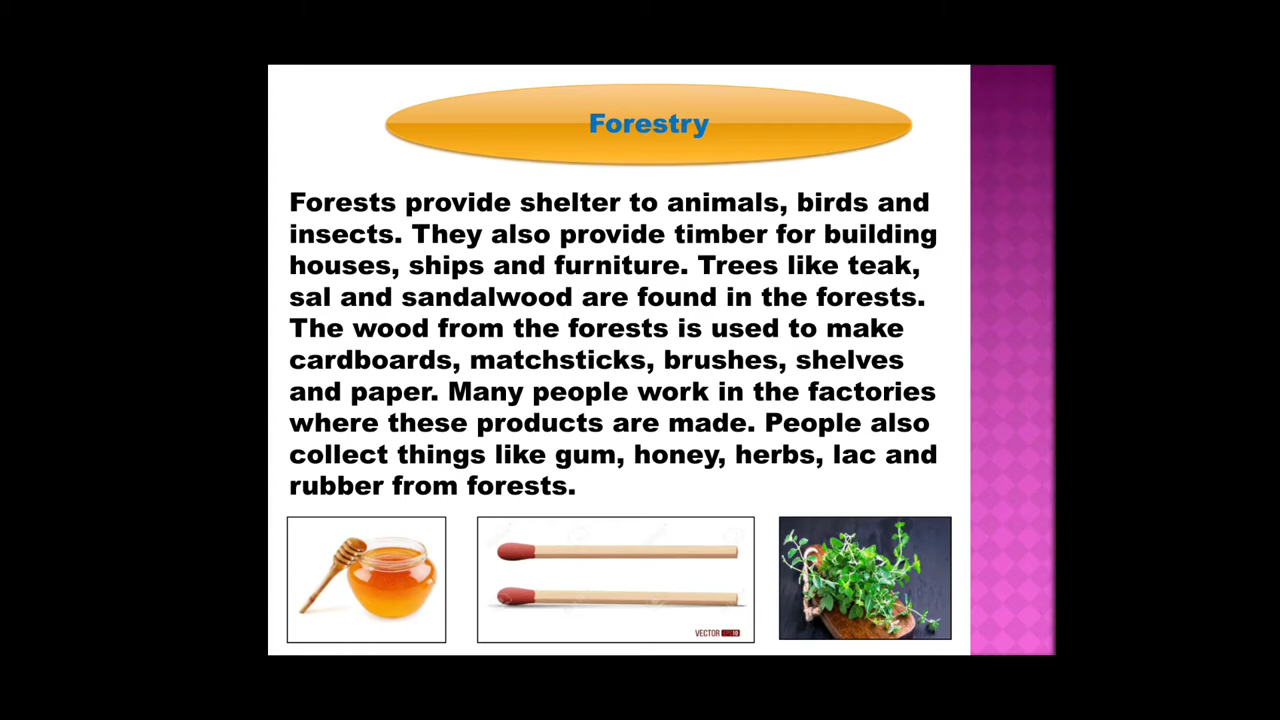 Forestry
Forests provide shelter to animals, birds and
insects. They also provide timber for building
houses, ships and furniture. Trees like teak,
sal and sandalwood are found in the forests.
The wood from the forests is used to make
cardboards, matchsticks, brushes, shelves
and paper. Many people work in the factories
where these products are made. People also
collect things like gum, honey, herbs, lac and
rubber from forests.
VECTOR EPS 10